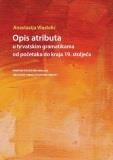 Anastazija Vlastelić
Opis atributa
u hrvatskim gramatikama
od početaka do kraja 19. stoljeća